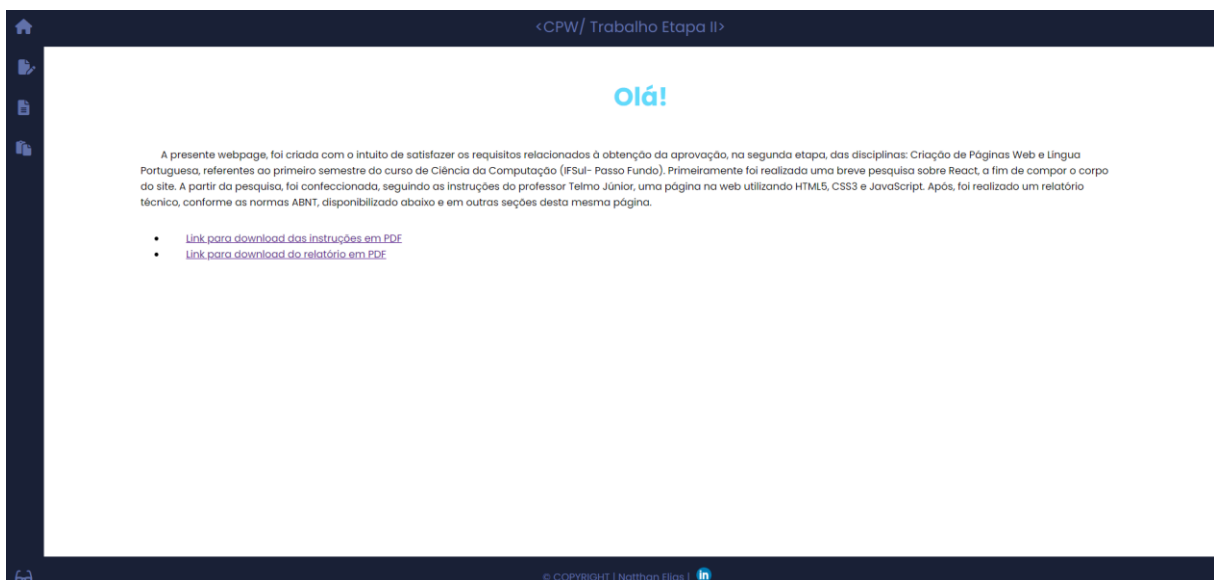 <CPW/ Trabalho Etapa II>
Olá!
A presente webpage, foi criada com o intuito de satisfazer os requisitos relacionados à obtenção da aprovação, na segunda etapa, das disciplinas: Criação de Páginas Web e Língua
Portuguesa, referentes ao primeiro semestre do curso de Ciência da Computação (IFSul- Passo Fundo). Primeiramente foi realizada uma breve pesquisa sobre React, a fim de compor o corpo
do site. A partir da pesquisa, foi confeccionada, seguindo as instruções do professor Telmo Júnior, uma página na web utilizando HTML5, CSS3 e JavaScript. Após, foi realizado um relatório
técnico, conforme as normas ABNT, disponibilizado abaixo e em outras seções desta mesma página.
• Link para download das instruções em PDF
• Link para download do relatório em PDF
© COPYRIGHT | Natthan Elias | in